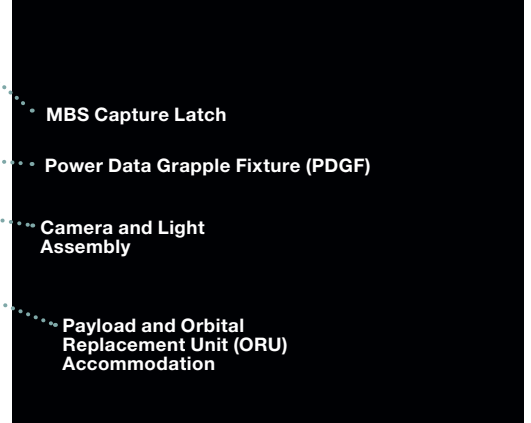 MBS Capture Latch
Power Data Grapple Fixture (PDGF)
Camera and Light
Assembly
Payload and Orbital
Replacement Unit (ORU)
Accommodation